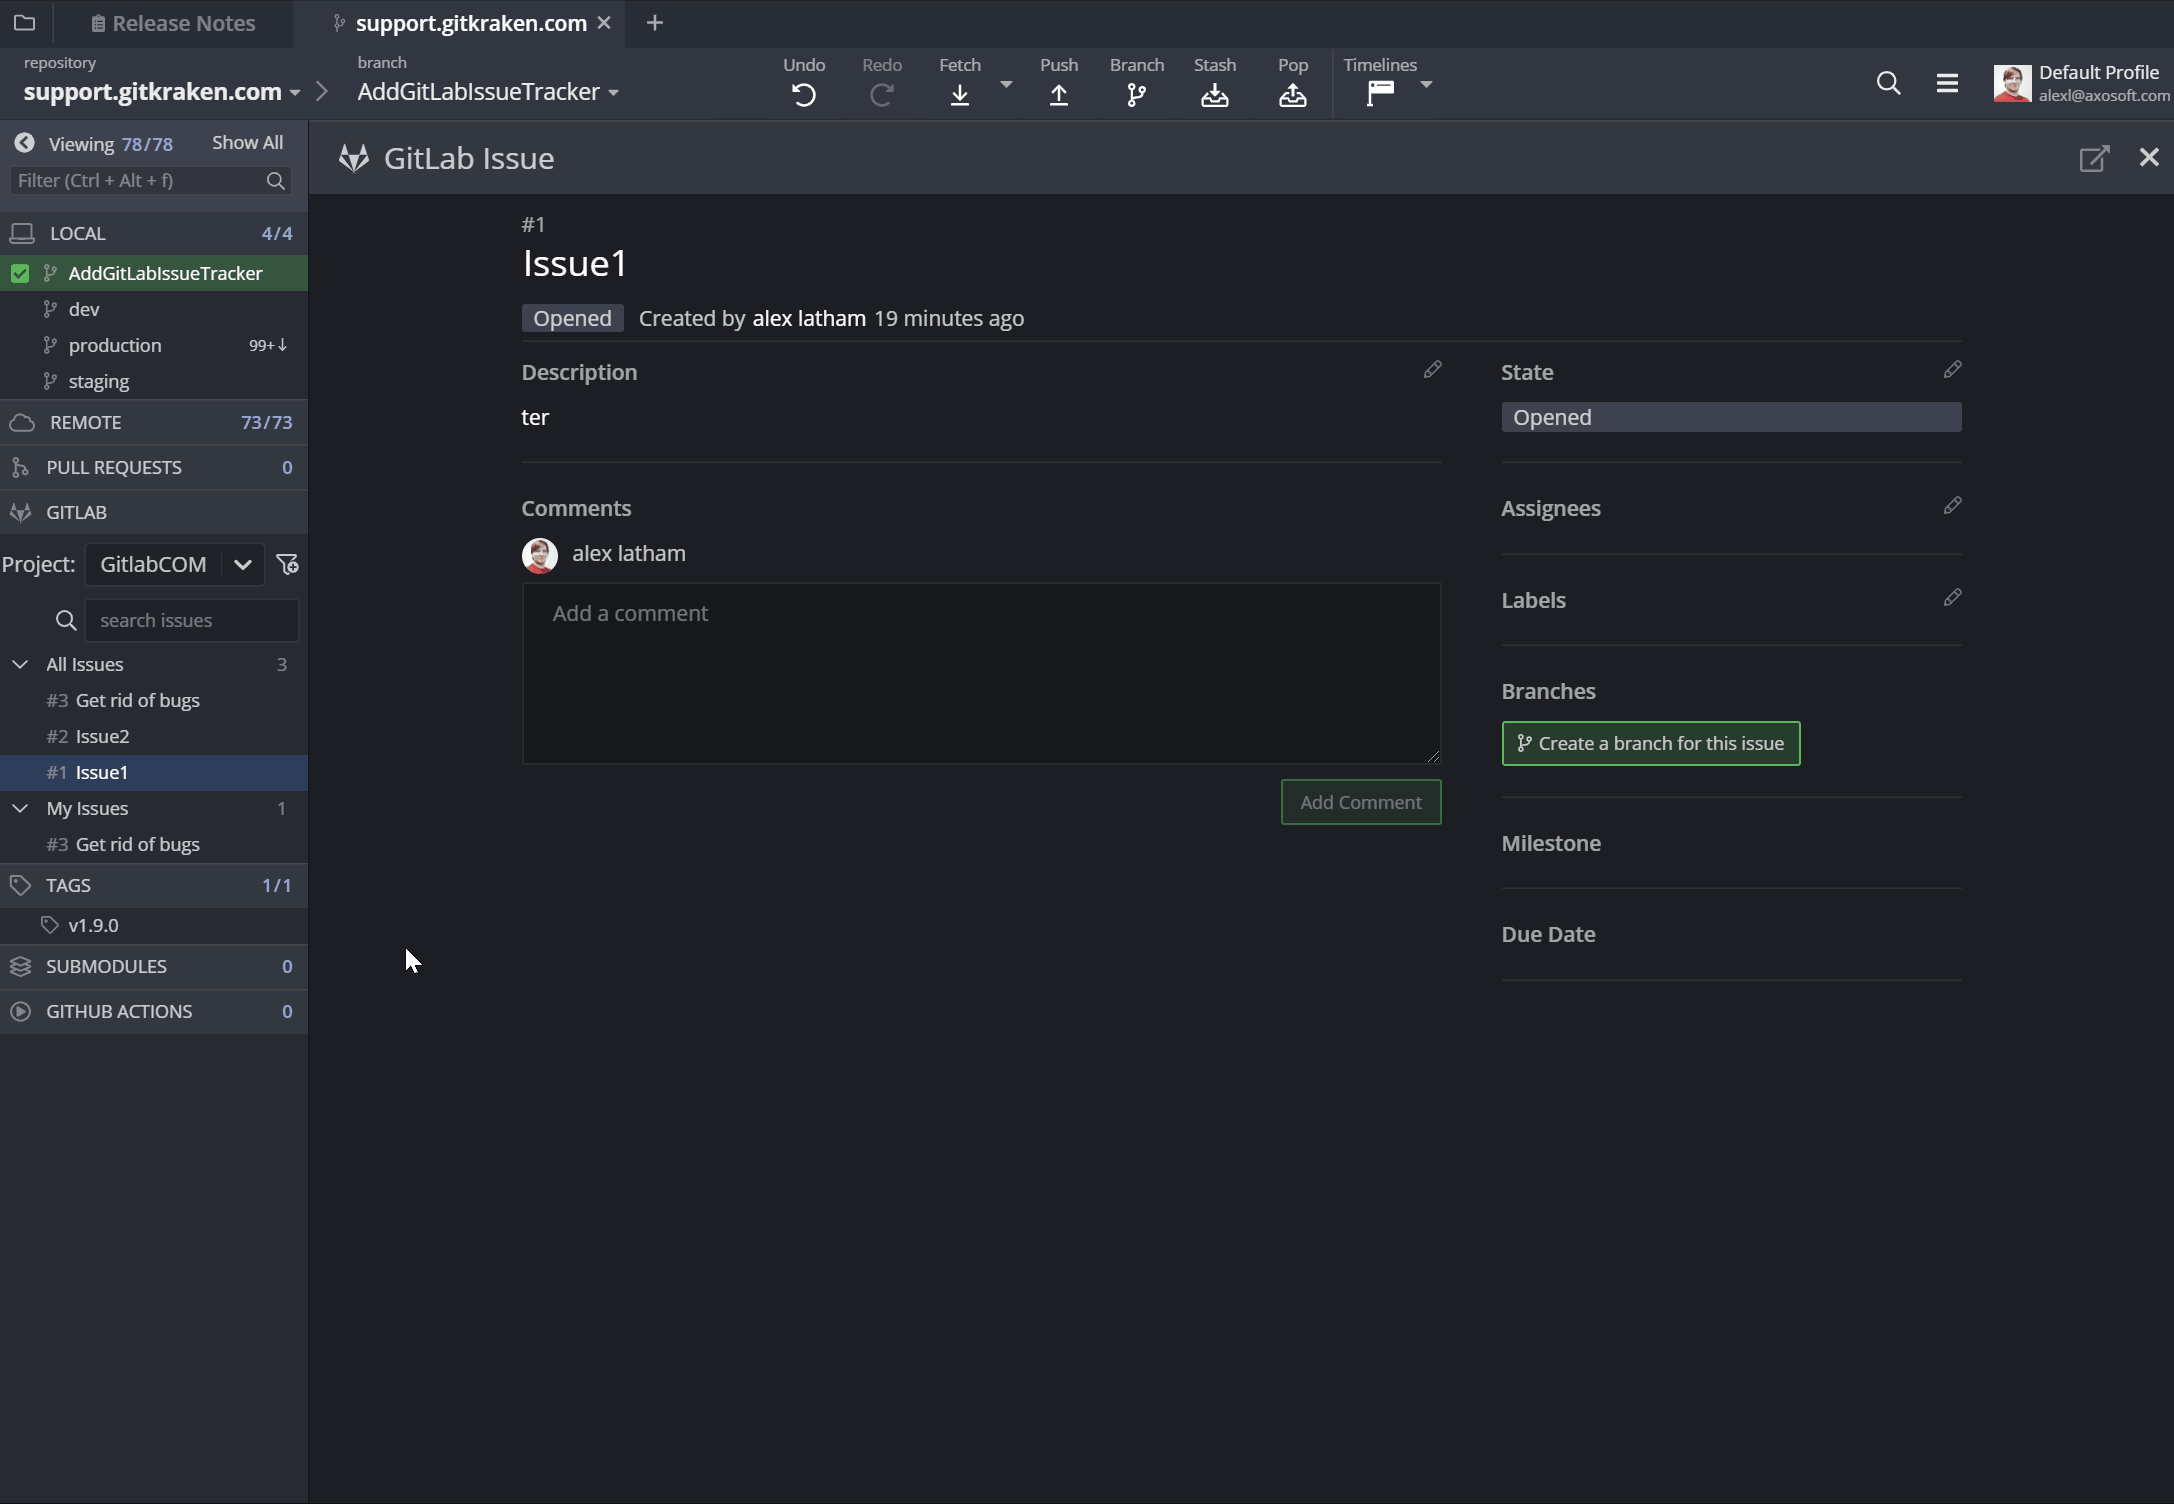 Release Notes
support.gitkraken.com
repository
support.gitkraken.com
branch
AddGitLabIssueTracker
Undo
Redo
Fetch
Push
Branch
Stash
Pop
Timelines
Default Profile
alexl@axosoft.com
Viewing 78/78
Show All
Filter (Ctrl + Alt + f)
LOCAL 4/4
AddGitLabIssueTracker
dev
production 99+↓
staging
REMOTE 73/73
PULL REQUESTS 0
GITLAB
Project: GitlabCOM
search issues
All Issues 3
#3 Get rid of bugs
#2 Issue2
#1 Issue1
My Issues 1
#3 Get rid of bugs
TAGS 1/1
v1.9.0
SUBMODULES 0
GITHUB ACTIONS 0
GitLab Issue
#1
Issue1
Opened Created by alex latham 19 minutes ago
Description
ter
Comments
alex latham
Add a comment
Add Comment
State
Opened
Assignees
Labels
Branches
Create a branch for this issue
Milestone
Due Date